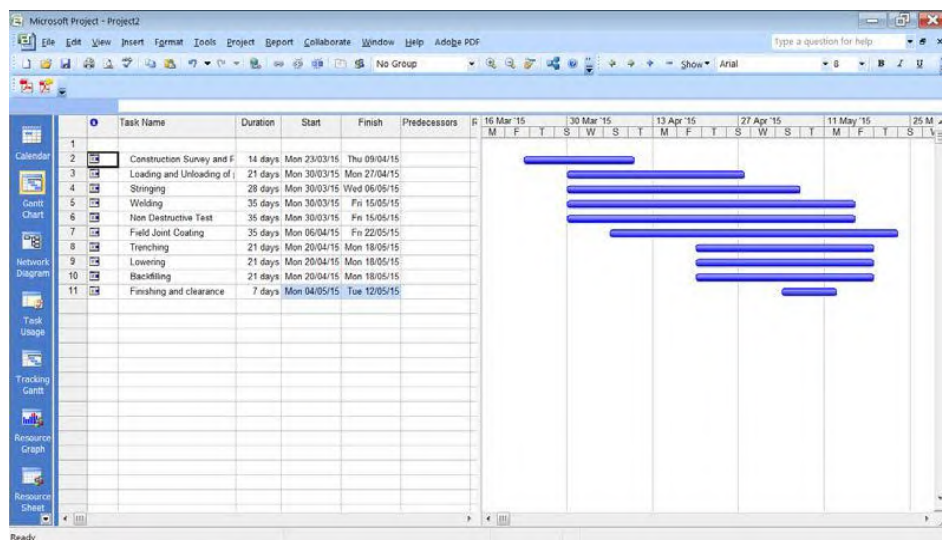 Microsoft Project - Project2
File Edit View Insert Format Tools Project Report Collaborate Window Help Adobe PDF
Type a question for help
No Group Show Arial 8 B I U
Task Name Duration Start Finish Predecessors
16 Mar '15 30 Mar '15 13 Apr '15 27 Apr '15 11 May '15 25 M
M F T S W S T M F T S W S T M F T S
1
2 Construction Survey and 14 days Mon 23/03/15 Thu 09/04/15
3 Loading and Unloading of 21 days Mon 30/03/15 Mon 27/04/15
4 Stringing 28 days Mon 30/03/15 Wed 06/05/15
5 Welding 35 days Mon 30/03/15 Fri 15/05/15
6 Non Destructive Test 35 days Mon 30/03/15 Fri 15/05/15
7 Field Joint Coating 35 days Mon 06/04/15 Fri 22/05/15
8 Trenching 21 days Mon 20/04/15 Mon 18/05/15
9 Lowering 21 days Mon 20/04/15 Mon 18/05/15
10 Backfilling 21 days Mon 20/04/15 Mon 18/05/15
11 Finishing and clearance 7 days Mon 04/05/15 Tue 12/05/15
Calendar
Gantt
Chart
Network
Diagram
Task
Usage
Tracking
Gantt
Resource
Graph
Resource
Sheet
Ready